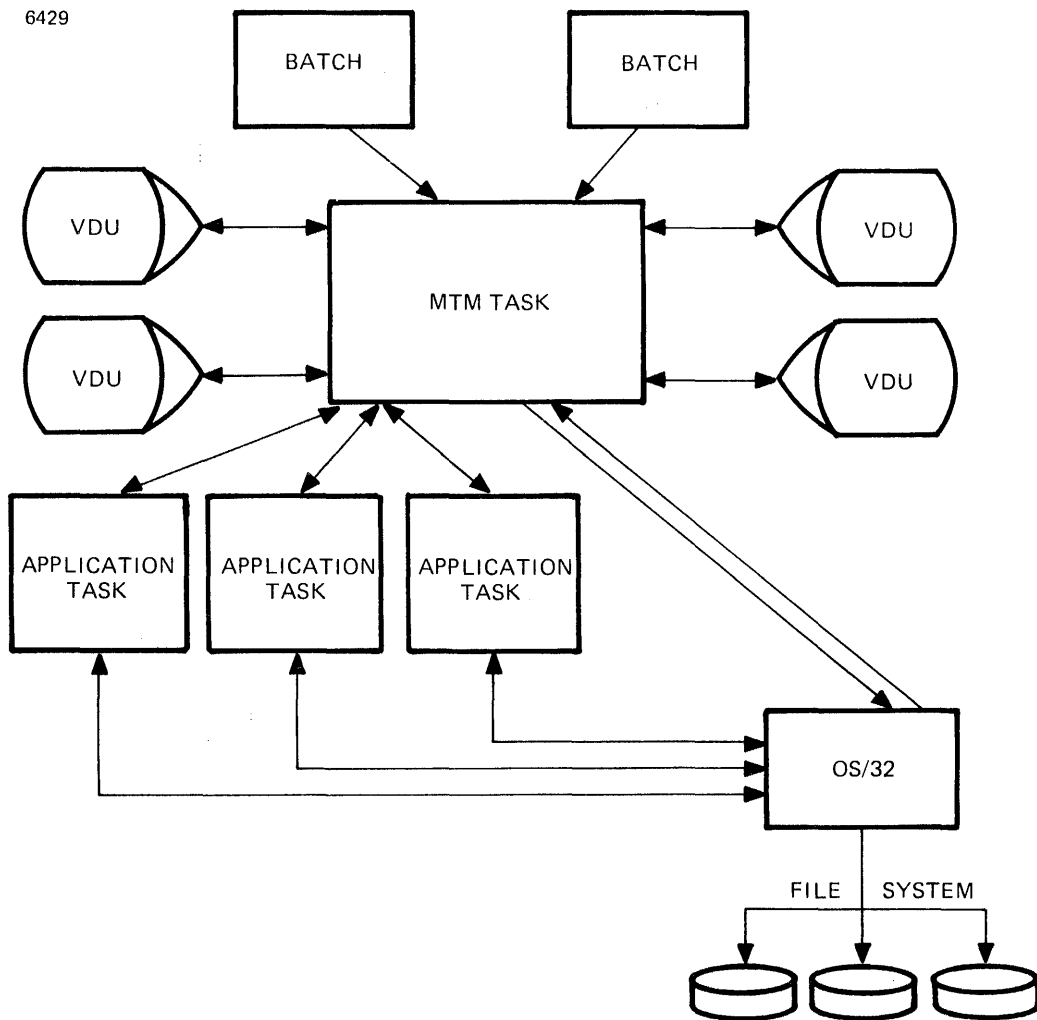 6429
BATCH
BATCH
VDU
VDU
MTM TASK
VDU
VDU
APPLICATION
TASK
APPLICATION
TASK
APPLICATION
TASK
OS/32
FILE SYSTEM